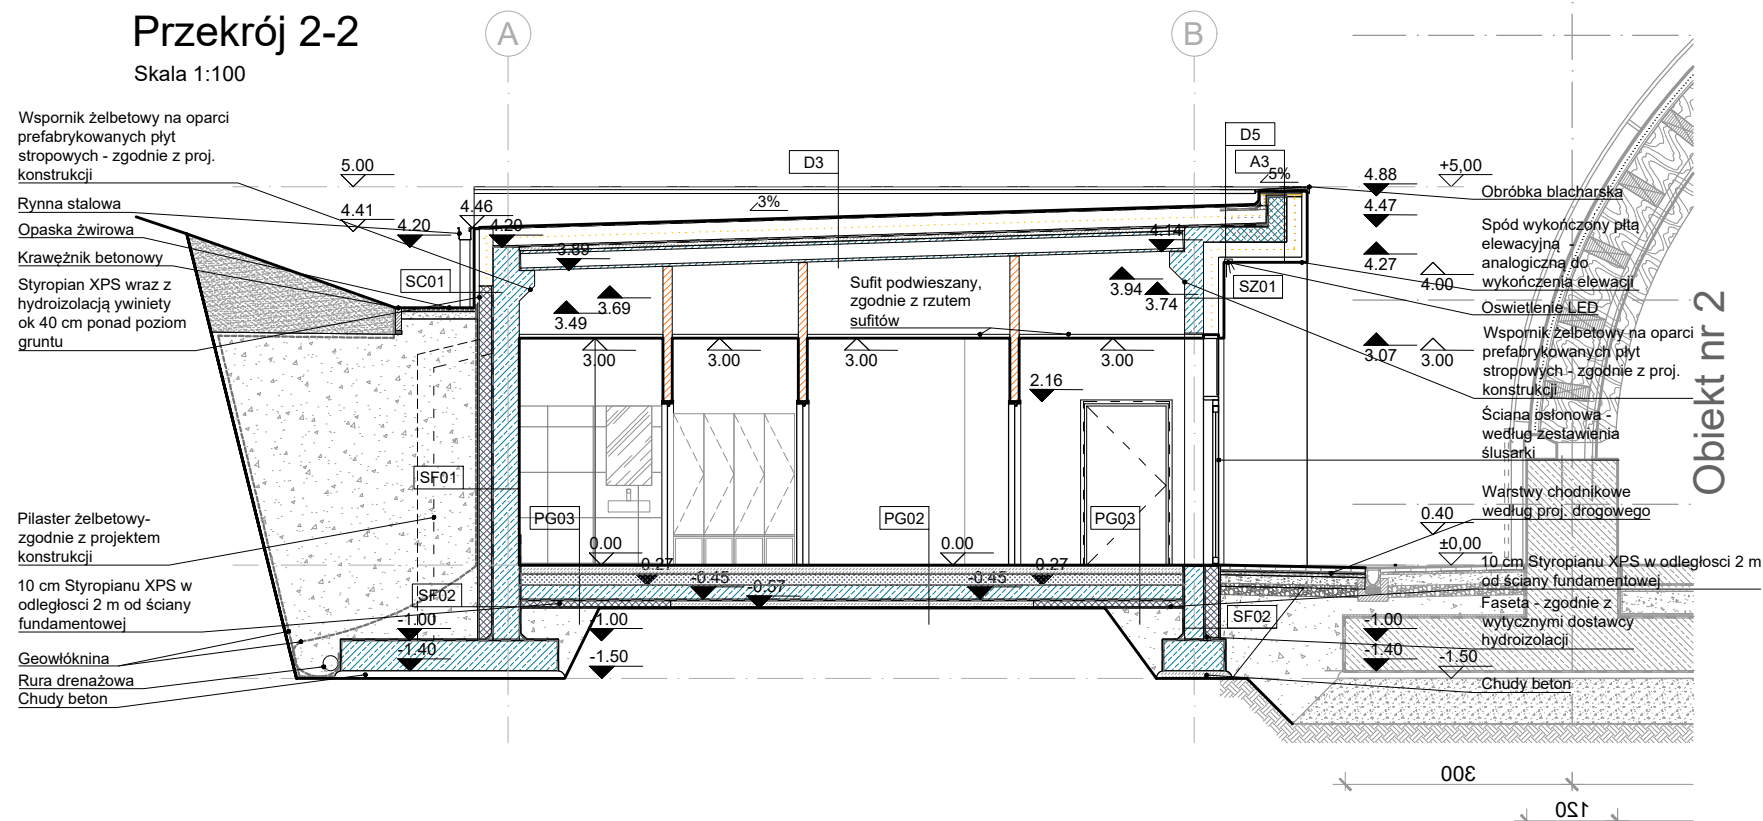 Przekrój 2-2
Skala 1:100
A
B
Wspornik żelbetowy na oparci
prefabrykowanych płyt
stropowych - zgodnie z proj.
konstrukcji
Rynna stalowa
Opaska żwirowa
Krawężnik betonowy
Styropian XPS wraz z
hydroizolacją ywiniety
ok 40 cm ponad poziom
gruntu
Pilaster żelbetowy-
zgodnie z projektem
konstrukcji
10 cm Styropianu XPS w
odległosci 2 m od ściany
fundamentowej
Geowłóknina
Rura drenażowa
Chudy beton
5.00
4.41
4.20
4.46
4.20
3.89
SC01
3.49
3.69
D3
3%
D5
A3
5%
4.14
3.94
3.74
SZ01
Sufit podwieszany,
zgodnie z rzutem
sufitów
3.00
3.00
3.00
3.00
2.16
SF01
PG03
PG02
PG03
0.00
0.00
-0.27
-0.27
-0.45
-0.45
-0.57
SF02
SF02
-1.00
-1.00
-1.40
-1.50
4.88
+5,00
4.47
4.27
4.00
3.07
3.00
0.40
±0,00
-1.00
-1.40
-1.50
Obróbka blacharska
Spód wykończony płtą
elewacyjną -
analogiczna do
wykończenia elewacji
Oswietlenie LED
Wspornik żelbetowy na oparci
prefabrykowanych płyt
stropowych - zgodnie z proj.
konstrukcji
Ściana osłonowa -
według zestawienia
ślusarki
Warstwy chodnikowe
według proj. drogowego
10 cm Styropianu XPS w odległosci 2 m
od ściany fundamentowej
Faseta - zgodnie z
wytycznymi dostawcy
hydroizolacji
Chudy beton
Obiekt nr 2
300
120